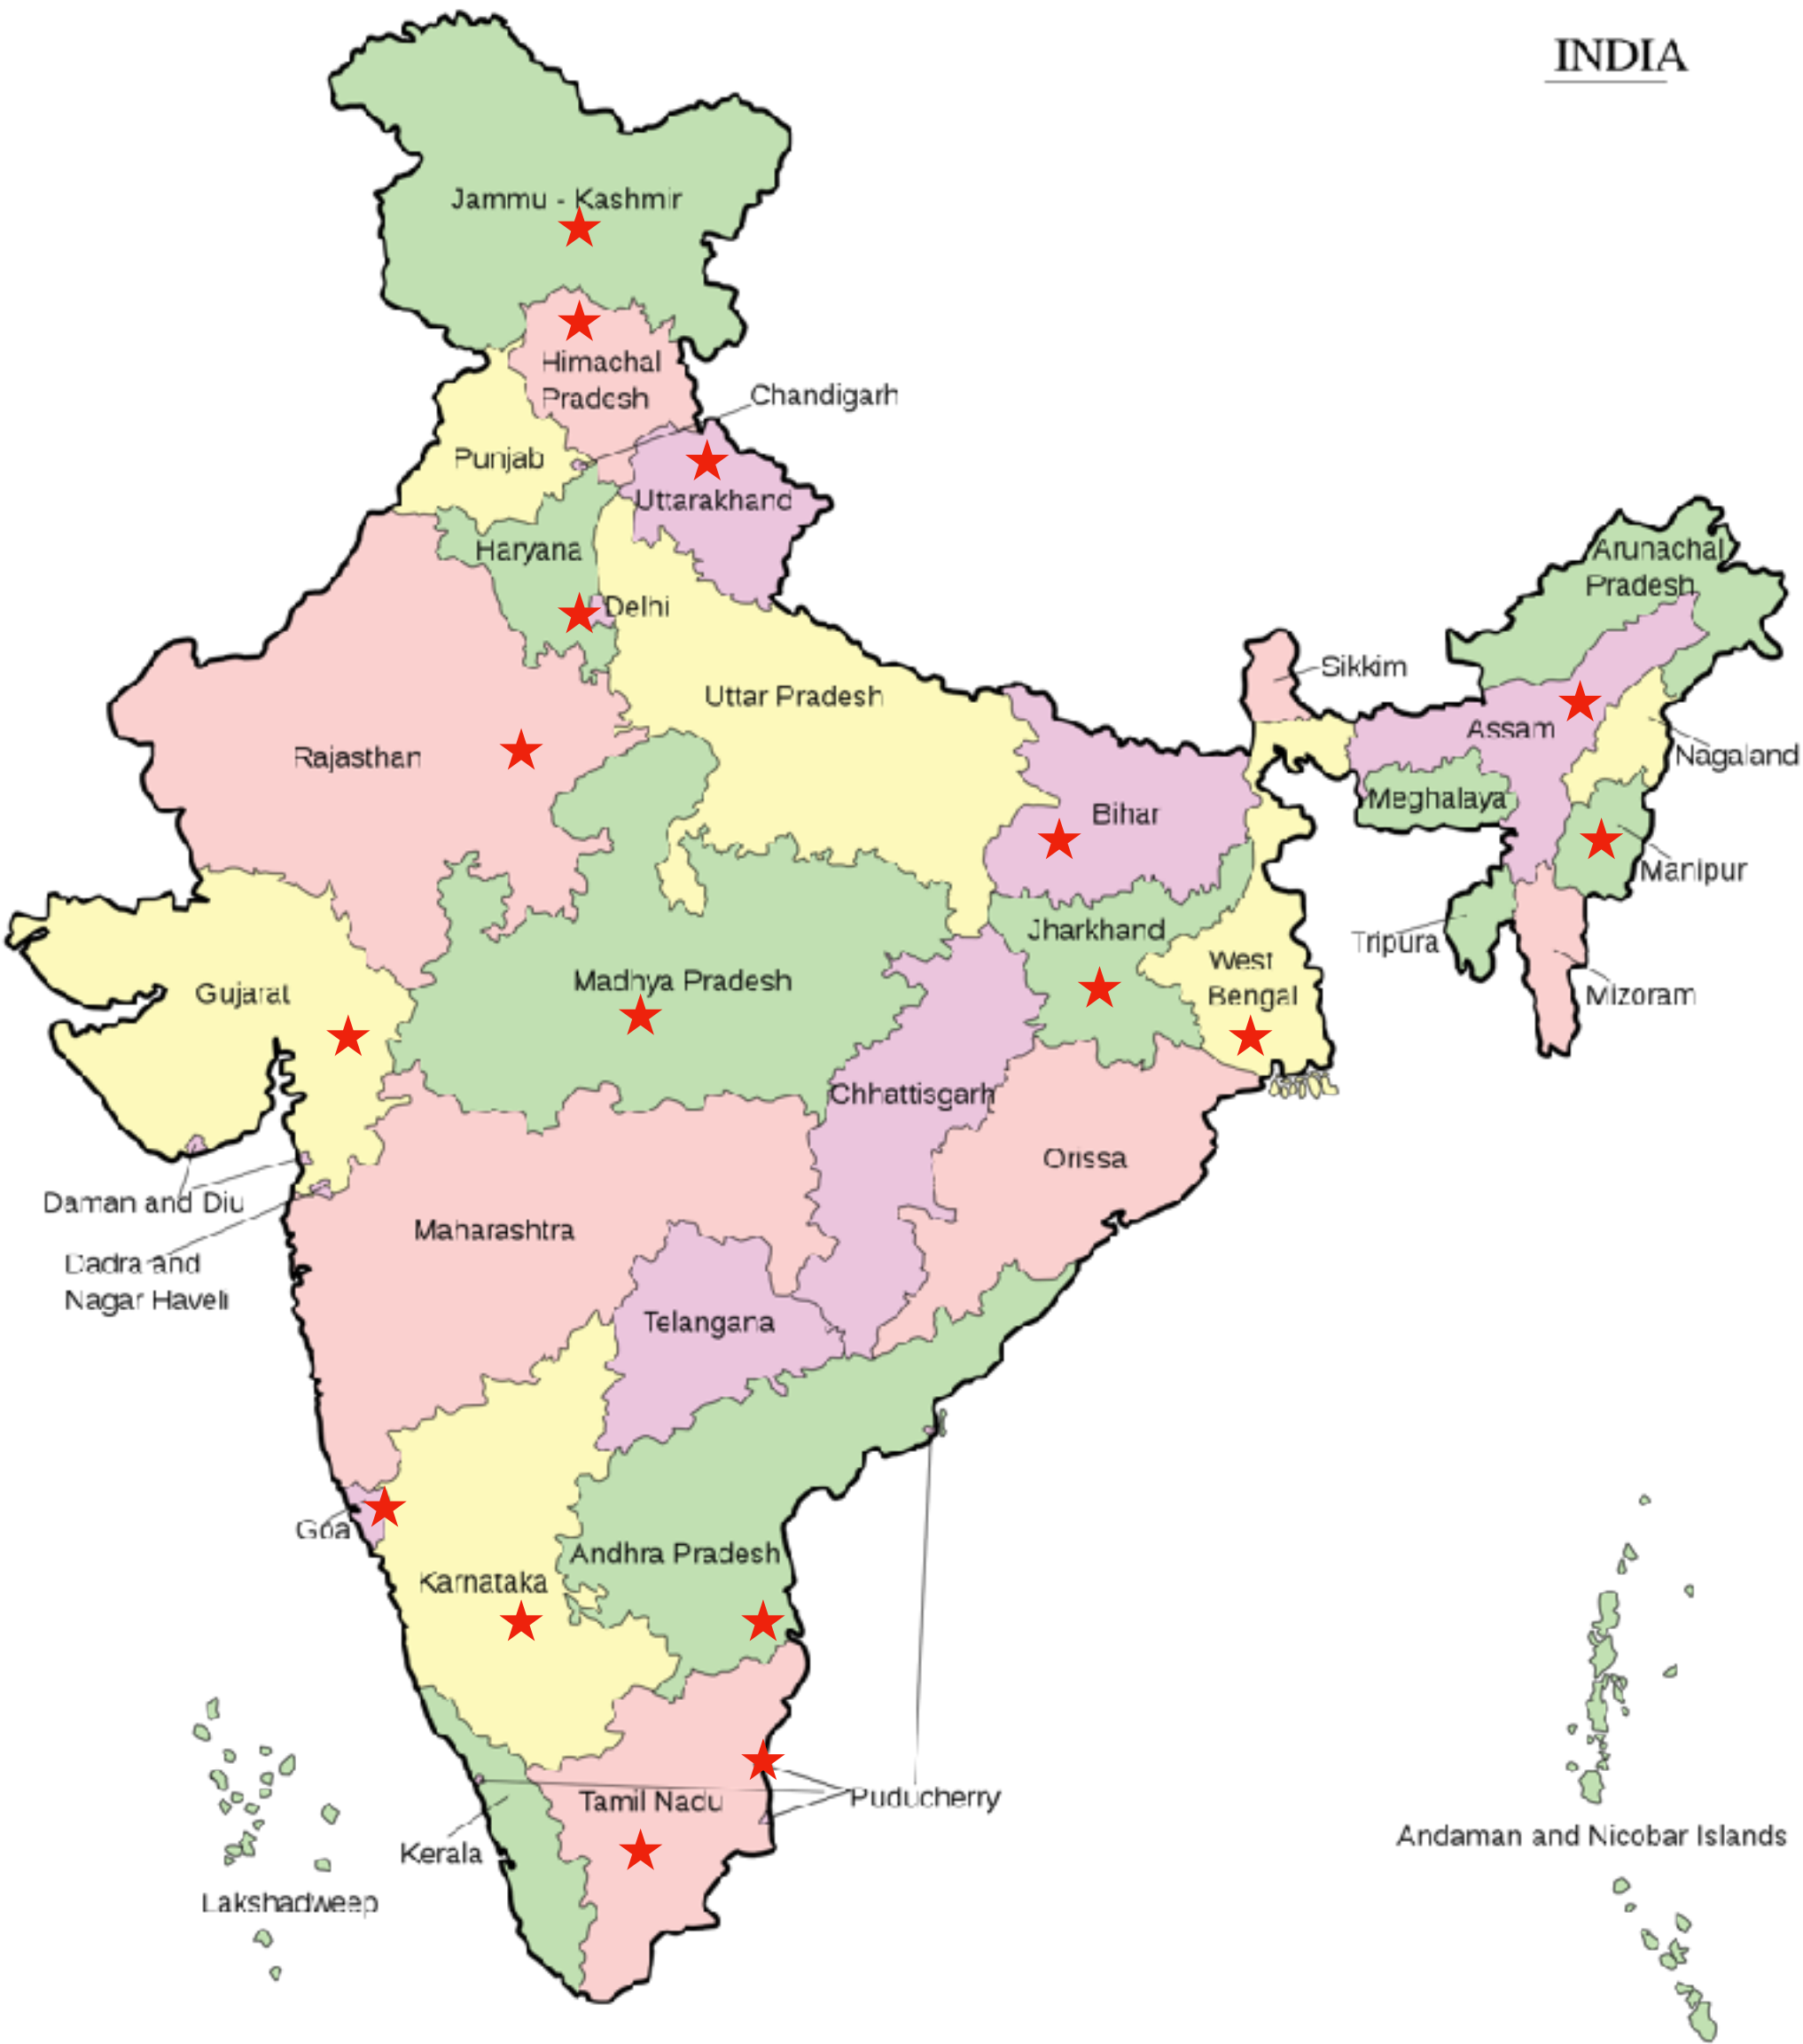 INDIA
Jammu - Kashmir
Himachal
Pradesh
Chandigarh
Punjab
Uttarakhand
Haryana
Delhi
Arunachal
Pradesh
Sikkim
Uttar Pradesh
Assam
Rajasthan
Nagaland
Meghalaya
Bihar
Manipur
Jharkhand
Tripura
West
Bengal
Madhya Pradesh
Gujarat
Mizoram
Chhattisgarh
Orissa
Daman and Diu
Maharashtra
Dadra and
Nagar Haveli
Telangana
Goa
Andhra Pradesh
Karnataka
Puducherry
Tamil Nadu
Andaman and Nicobar Islands
Kerala
Lakshadweep